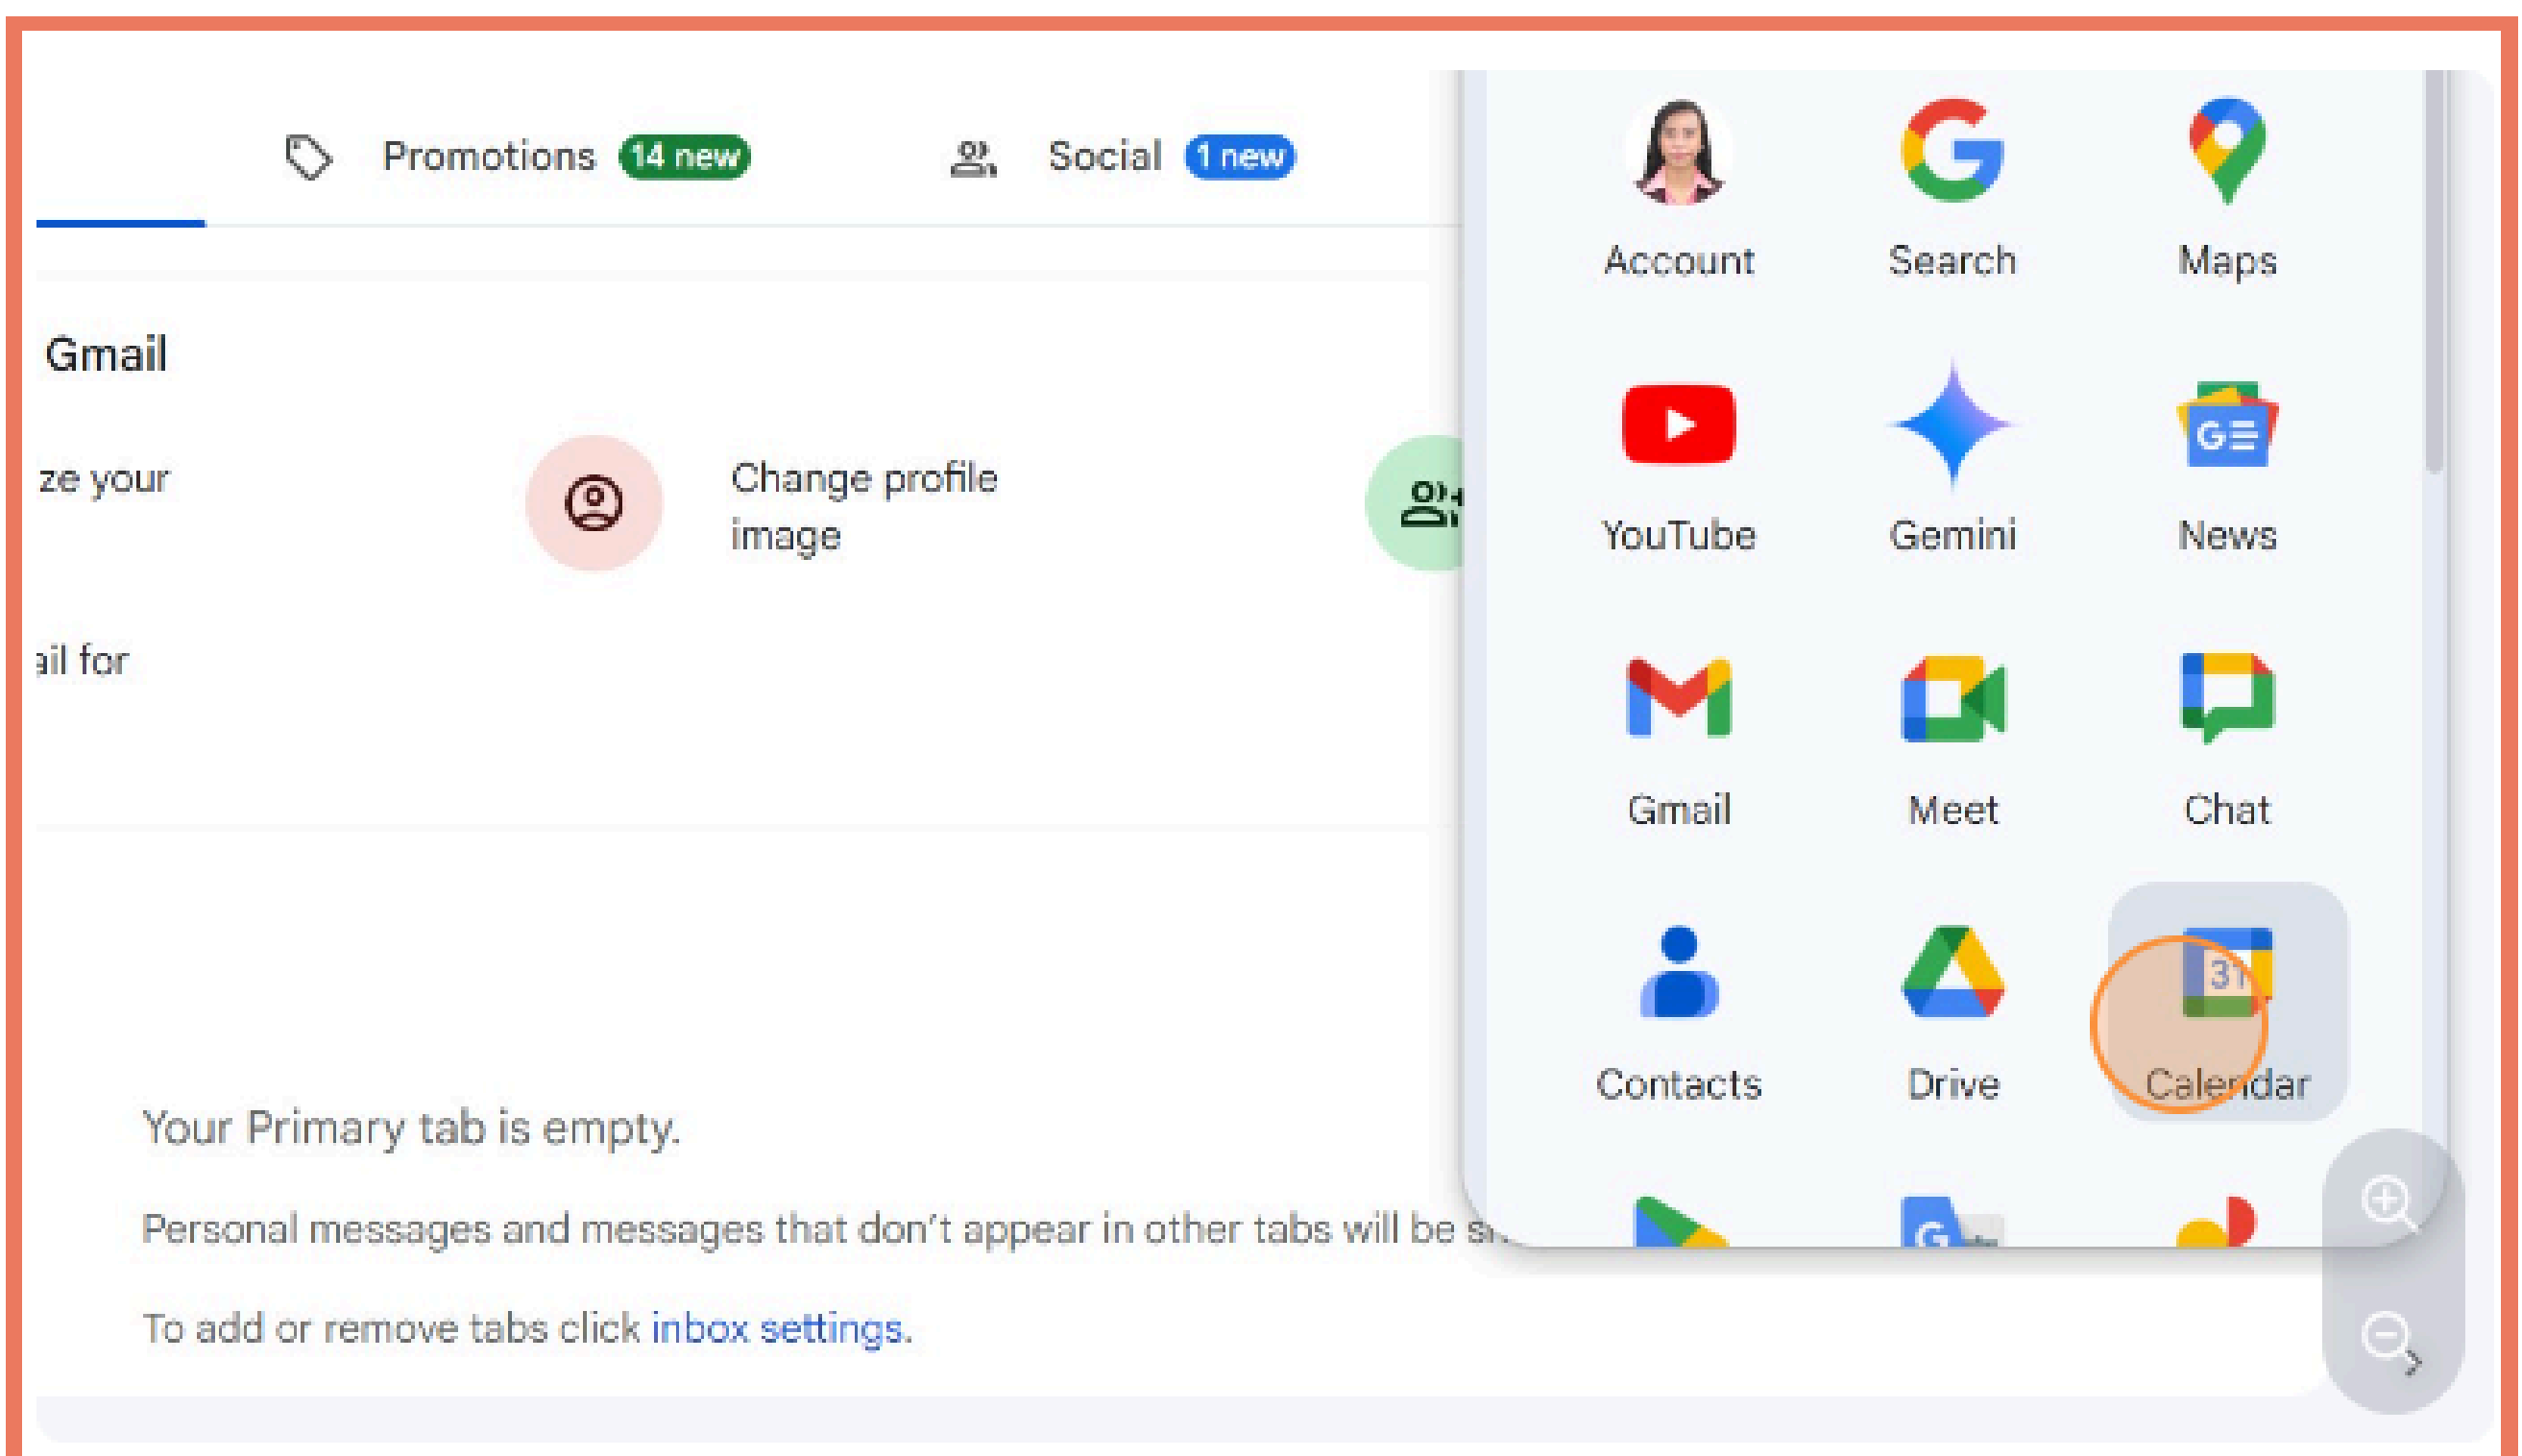 Promotions 14 new
Social 1 new
Gmail
ze your
Change profile
image
ail for
Your Primary tab is empty.
Personal messages and messages that don't appear in other tabs will be
To add or remove tabs click inbox settings.
Account Search Maps
YouTube Gemini News
Gmail Meet Chat
31
Contacts Drive Calendar